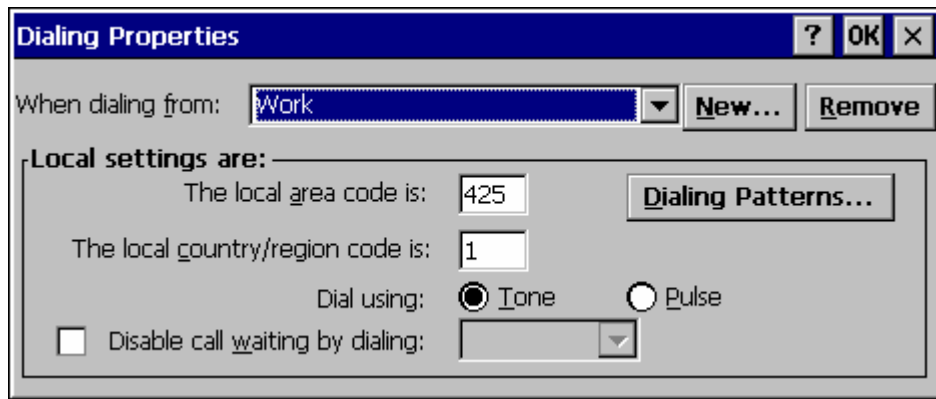 Dialing Properties ? OK ×
When dialing from: Work New... Remove
Local settings are:
The local area code is: 425 Dialing Patterns...
The local country/region code is: 1
Dial using: Tone Pulse
Disable call waiting by dialing: